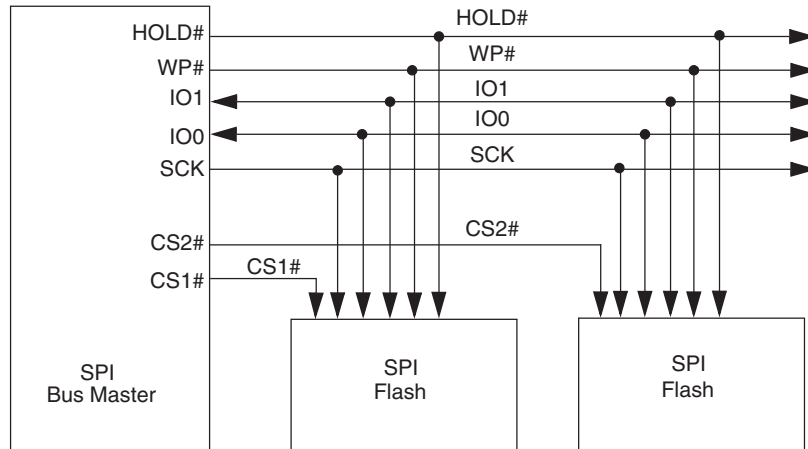 HOLD#
HOLD#
WP#
WP#
IO1
IO1
IO0
IO0
SCK
SCK
CS2#
CS2#
CS1#
CS1#
SPI
Bus Master
SPI
Flash
SPI
Flash